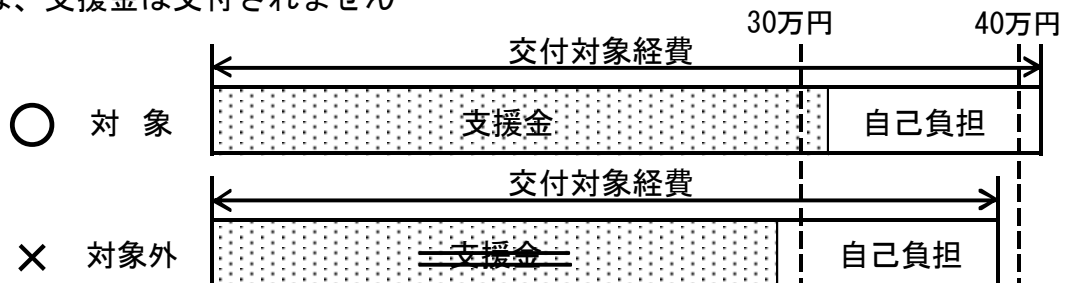 は、支援金は交付されません
30万円 40万円
交付対象経費
○ 対 象 支援金 自己負担
交付対象経費
× 対象外 支援金 自己負担